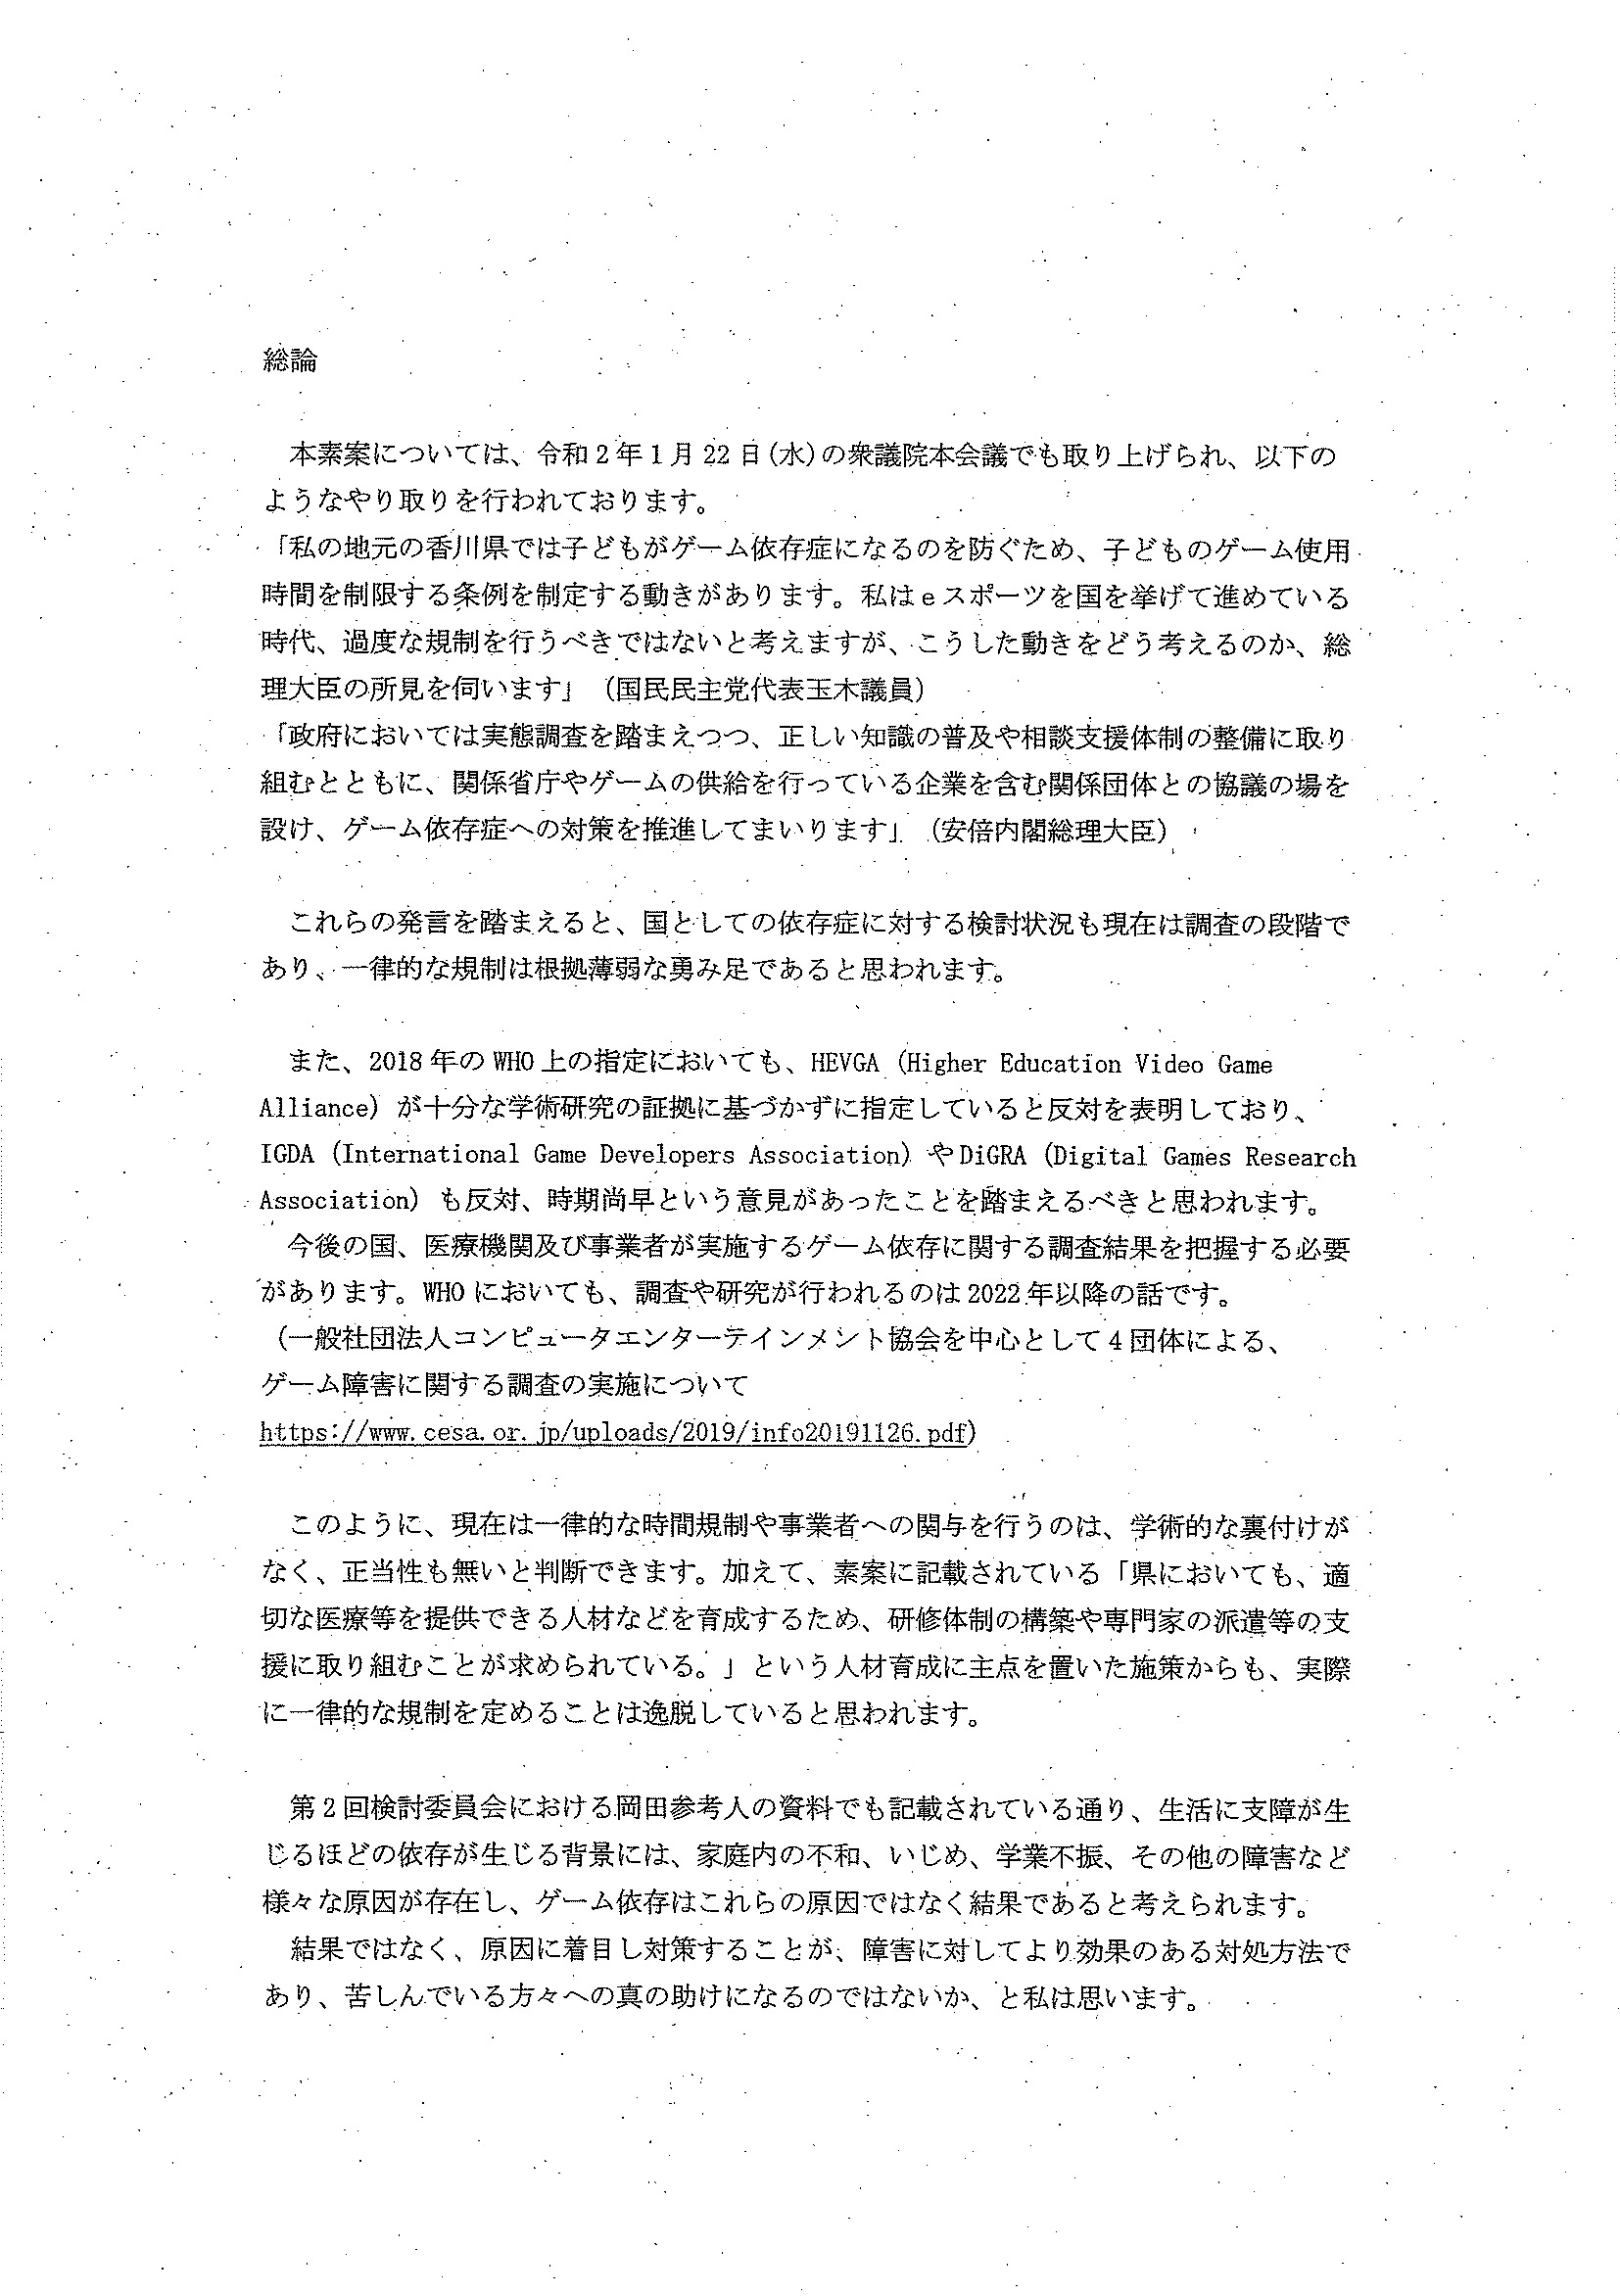 総論
本素案については、令和2年1月22日(水)の衆議院本会議でも取り上げられ、以下の
ようなやり取りを行われております。
「私の地元の香川県では子どもがゲーム依存症になるのを防ぐため、子どものゲーム使用
時間を制限する条例を制定する動きがあります。私はeスポーツを国を挙げて進めている
時代、過度な規制を行うべきではないと考えますが、こうした動きをどう考えるのか、総
理大臣の所見を伺います」（国民民主党代表玉木議員）
「政府においては実態調査を踏まえつつ、正しい知識の普及や相談支援体制の整備に取り
組むとともに、関係省庁やゲームの供給を行っている企業を含む関係団体との協議の場を
設け、ゲーム依存症への対策を推進してまいります」（安倍内閣総理大臣）
これらの発言を踏まえると、国としての依存症に対する検討状況も現在は調査の段階で
あり、一律的な規制は根拠薄弱な勇み足であると思われます。
また、2018年のWHO上の指定においても、HEVGA (Higher Education Video Game
Alliance) が十分な学術研究の証拠に基づかずに指定していると反対を表明しており、
IGDA (International Game Developers Association) やDiGRA (Digital Games Research
Association) も反対、時期尚早という意見があったことを踏まえるべきと思われます。
今後の国、医療機関及び事業者が実施するゲーム依存に関する調査結果を把握する必要
があります。WHOにおいても、調査や研究が行われるのは2022年以降の話です。
（一般社団法人コンピュータエンターテインメント協会を中心として4団体による、
ゲーム障害に関する調査の実施について
https://www.cesa.or.jp/uploads/2019/info20191126.pdf)
このように、現在は一律的な時間規制や事業者への関与を行うのは、学術的な裏付けが
なく、正当性も無いと判断できます。加えて、素案に記載されている「県においても、適
切な医療等を提供できる人材などを育成するため、研修体制の構築や専門家の派遣等の支
援に取り組むことが求められている。」という人材育成に主点を置いた施策からも、実際
に一律的な規制を定めることは逸脱していると思われます。
第2回検討委員会における岡田参考人の資料でも記載されている通り、生活に支障が生
じるほどの依存が生じる背景には、家庭内の不和、いじめ、学業不振、その他の障害など
様々な原因が存在し、ゲーム依存はこれらの原因ではなく結果であると考えられます。
結果ではなく、原因に着目し対策することが、障害に対してより効果のある対処方法で
あり、苦しんでいる方々への真の助けになるのではないか、と私は思います。